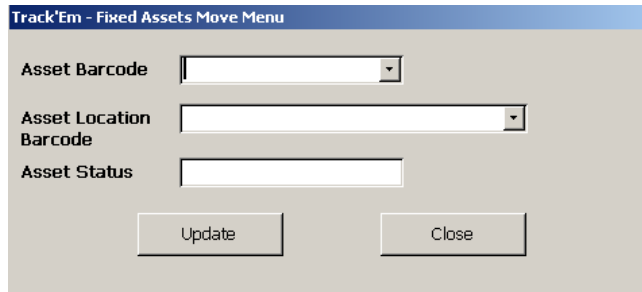 Track'Em - Fixed Assets Move Menu
Asset Barcode
Asset Location
Barcode
Asset Status
Update
Close